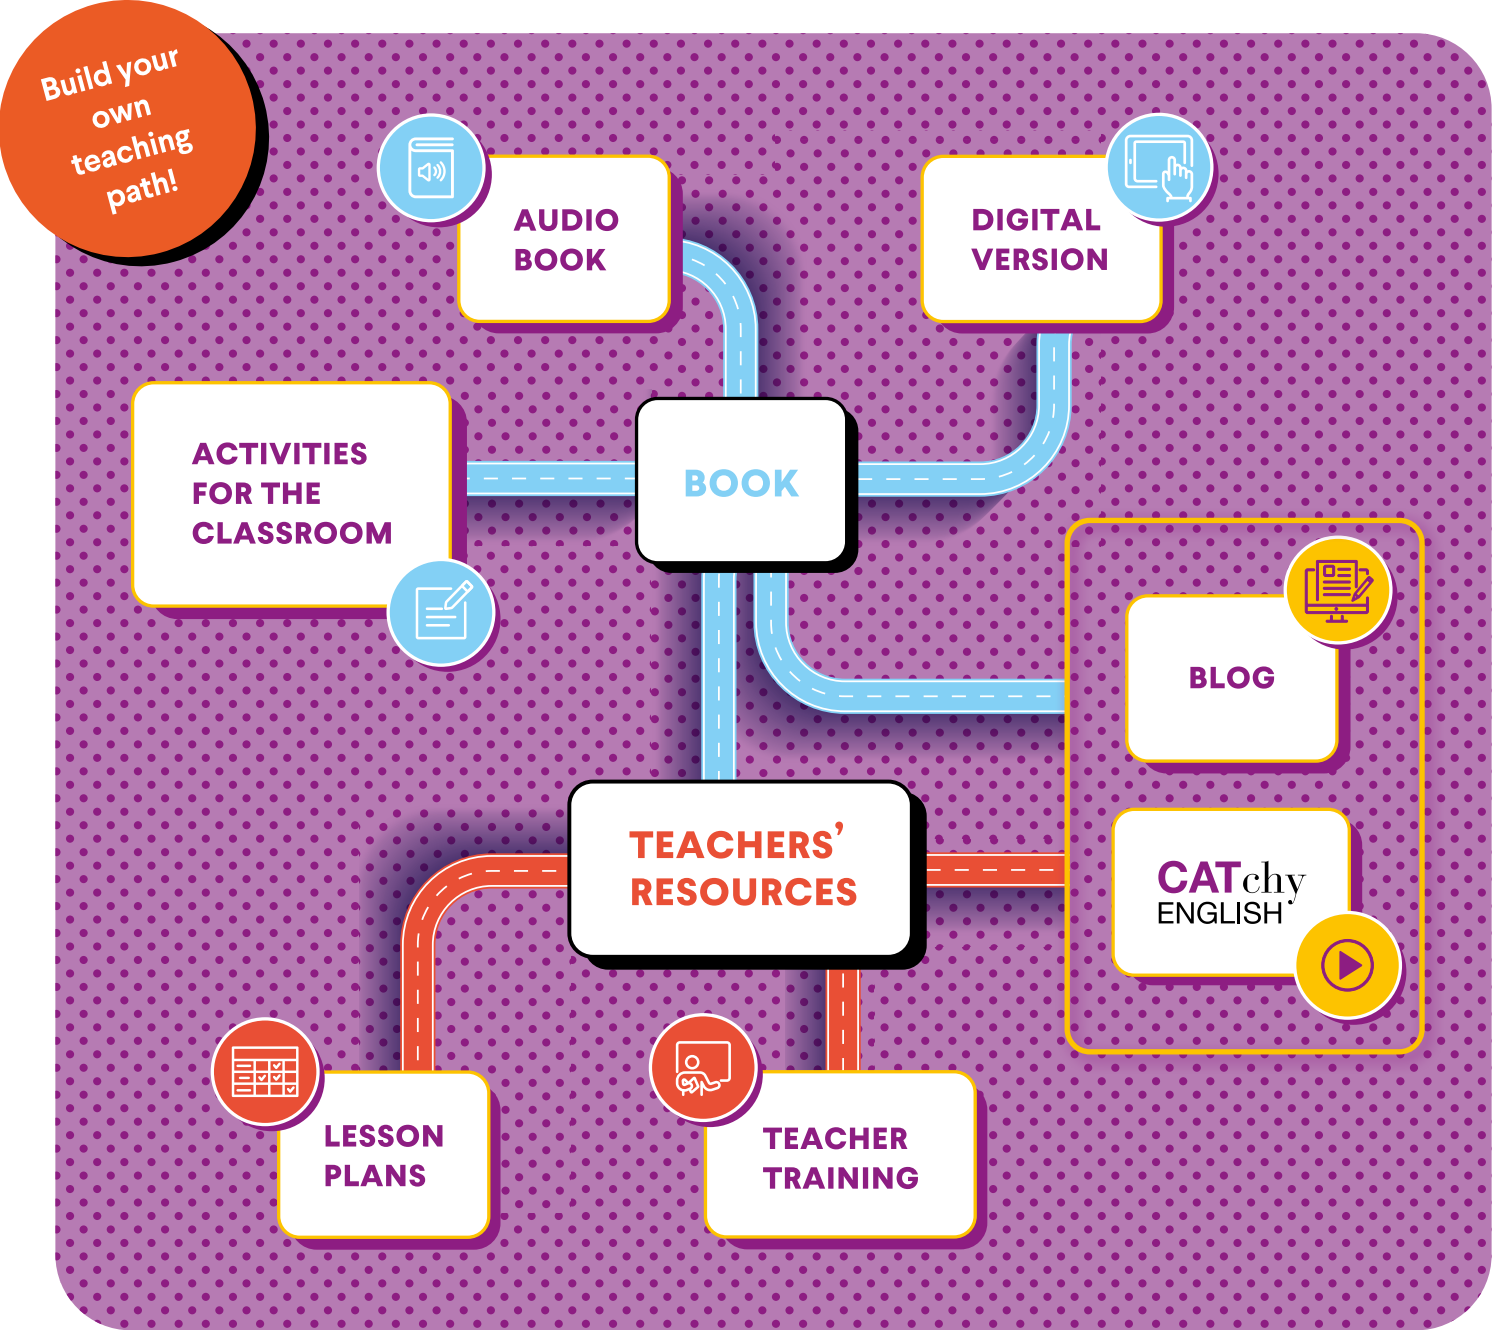 Build your
own
teaching
path!
AUDIO
BOOK
DIGITAL
VERSION
ACTIVITIES
FOR THE
CLASSROOM
BOOK
BLOG
TEACHERS’
RESOURCES
CATchy
ENGLISH
LESSON
PLANS
TEACHER
TRAINING